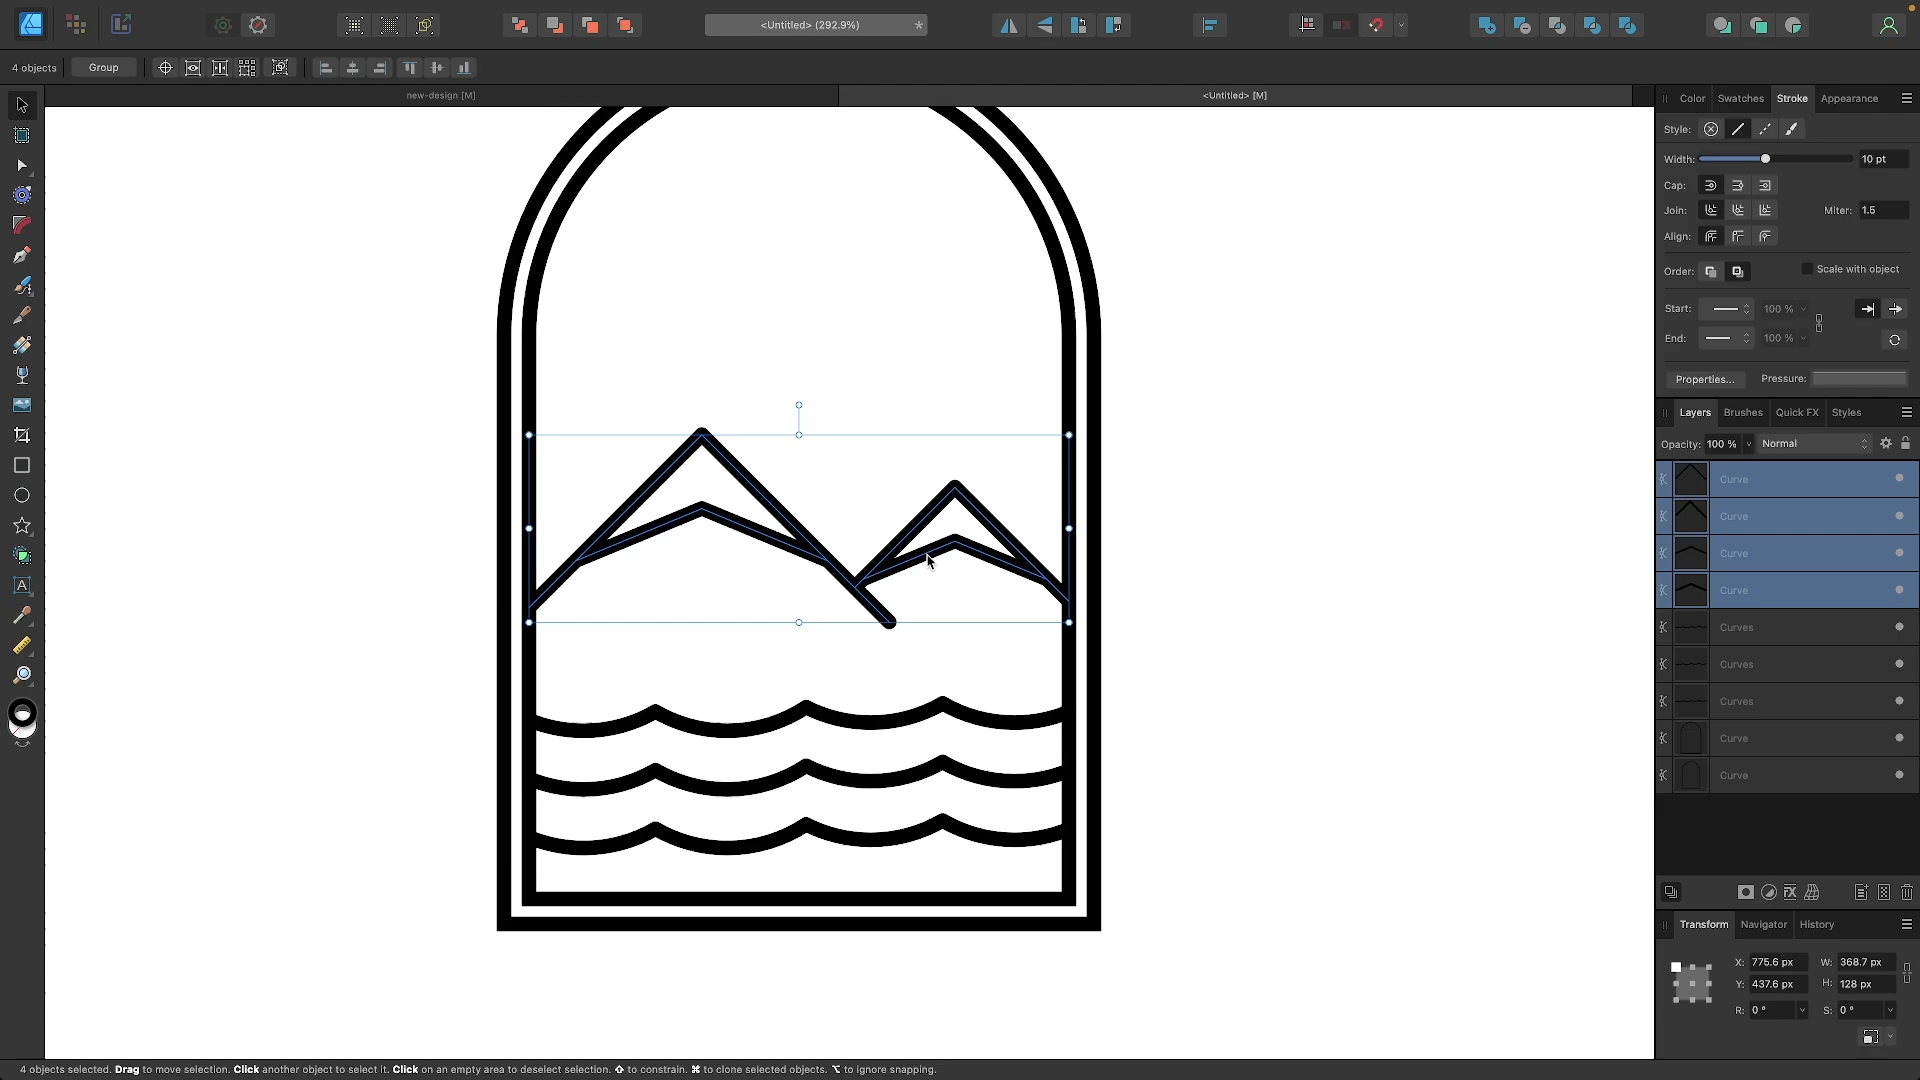 <Untitled> (292.9%)
*
4 objects
Group
new-design [M]
<Untitled> [M]
Color
Swatches
Stroke
Appearance
Style:
Width:
10 pt
Cap:
Join:
Miter:
1.5
Align:
Order:
Scale with object
Start:
100 %
End:
100 %
Properties...
Pressure:
Layers
Brushes
Quick FX
Styles
Opacity:
100 %
Normal
Curve
Curve
Curve
Curve
Curves
Curves
Curves
Curve
Curve
Transform
Navigator
History
X:
775.6 px
W:
368.7 px
Y:
437.6 px
H:
128 px
R:
0 °
S:
0 °
4 objects selected. Drag to move selection. Click another object to select it. Click on an empty area to deselect selection. ⇧ to constrain. ⌘ to clone selected objects. ⌥ to ignore snapping.